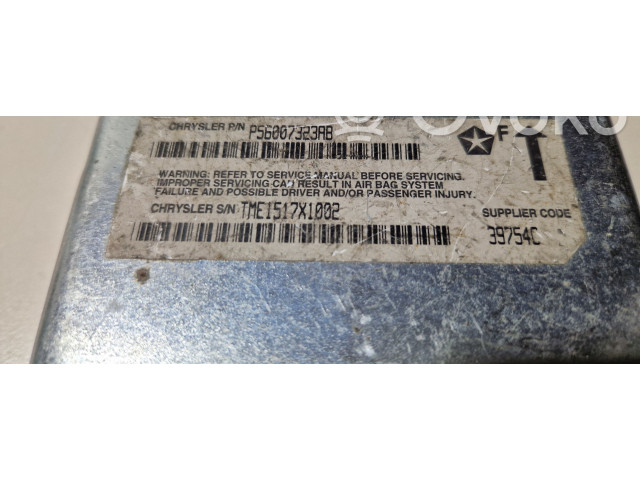 CHRYSLER P/N P56007323AB
F T
WARNING: REFER TO SERVICE MANUAL BEFORE SERVICING.
IMPROPER SERVICING CAN RESULT IN AIR BAG SYSTEM
FAILURE AND POSSIBLE DRIVER AND/OR PASSENGER INJURY.
CHRYSLER S/N TME1517X1002 SUPPLIER CODE
39754C